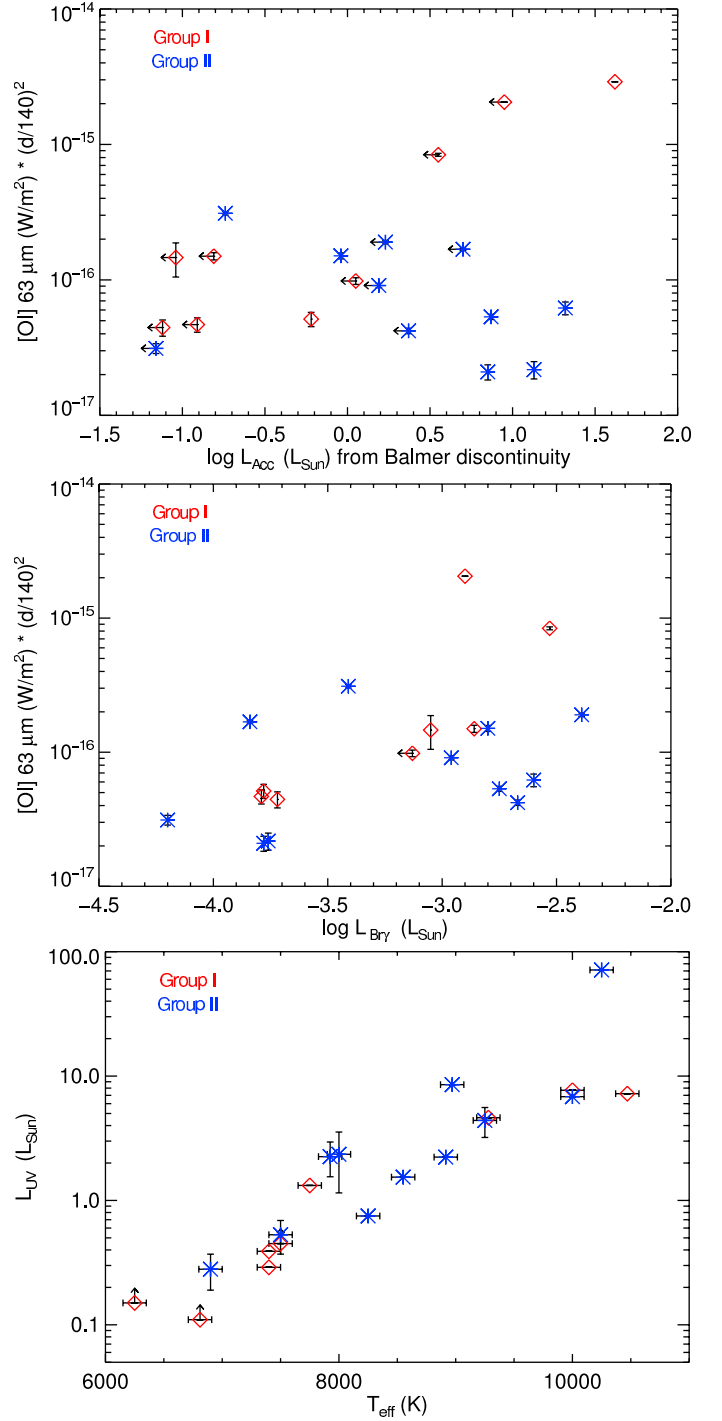 10⁻¹⁴
Group I
Group II
10⁻¹⁵
10⁻¹⁶
10⁻¹⁷
[OI] 63 μm (W/m²) * (d/140)²
−1.5 −1.0 −0.5 0.0 0.5 1.0 1.5 2.0
log L_Acc (L_Sun) from Balmer discontinuity
10⁻¹⁴
Group I
Group II
10⁻¹⁵
10⁻¹⁶
10⁻¹⁷
[OI] 63 μm (W/m²) * (d/140)²
−4.5 −4.0 −3.5 −3.0 −2.5 −2.0
log L_Brγ (L_Sun)
100.0
Group I
Group II
10.0
1.0
0.1
L_UV (L_Sun)
6000 8000 10000
T_eff (K)